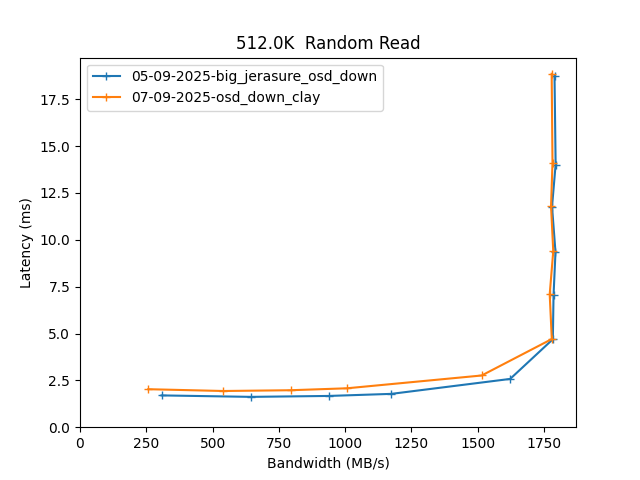 512.0K  Random Read
05-09-2025-big_jerasure_osd_down
07-09-2025-osd_down_clay
17.5
15.0
12.5
10.0
7.5
5.0
2.5
0.0
Latency (ms)
0 250 500 750 1000 1250 1500 1750
Bandwidth (MB/s)